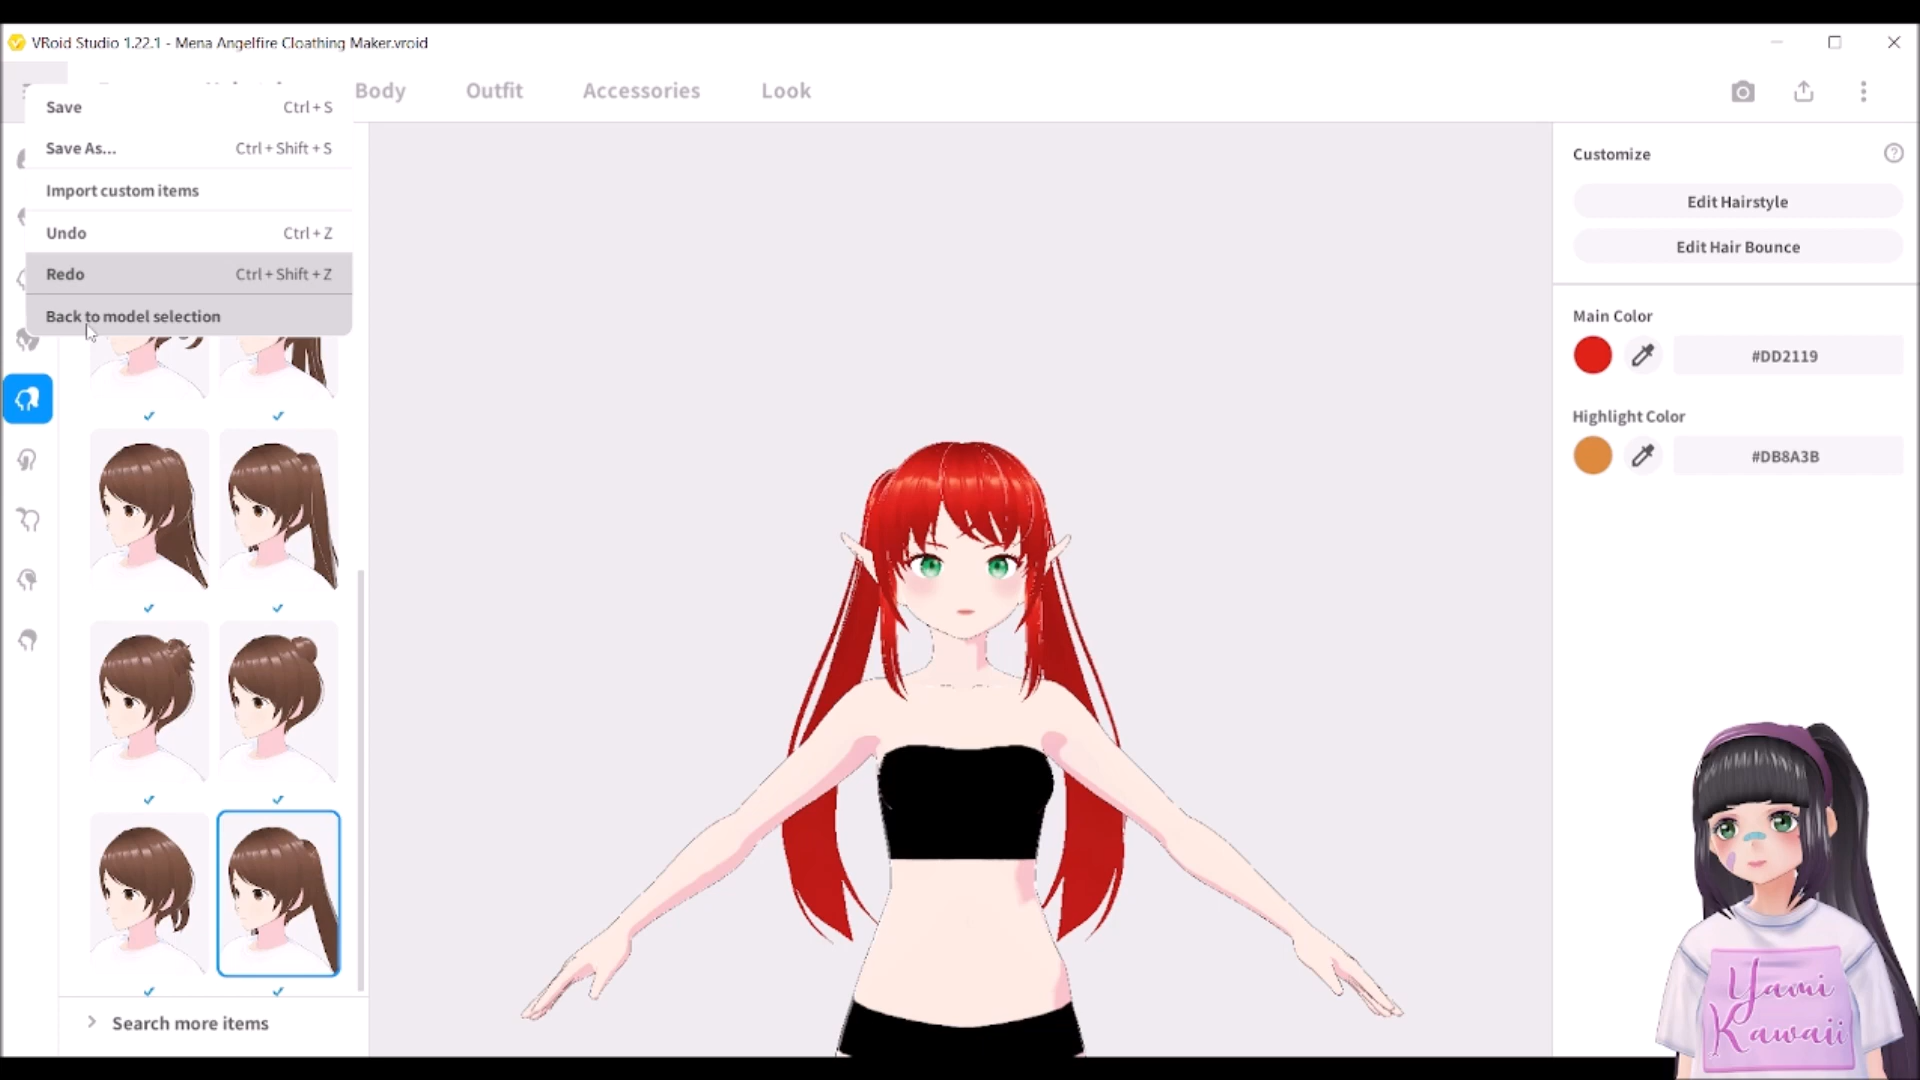 VRoid Studio 1.22.1 - Mena Angelfire Cloathing Maker.vroid
Body Outfit Accessories Look
Save Ctrl + S
Save As... Ctrl + Shift + S
Import custom items
Undo Ctrl + Z
Redo Ctrl + Shift + Z
Back to model selection
Search more items
Customize
Edit Hairstyle
Edit Hair Bounce
Main Color
#DD2119
Highlight Color
#DB8A3B
Yami
Kawaii